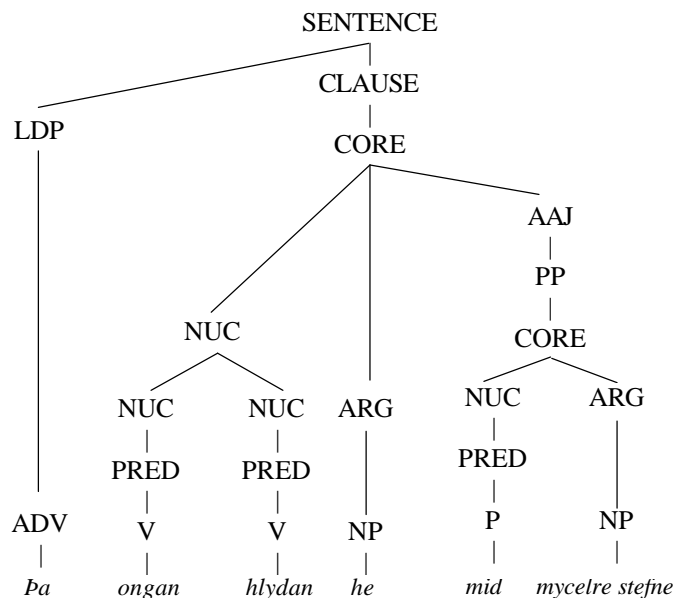 SENTENCE
CLAUSE
LDP
CORE
AAJ
PP
NUC
CORE
NUC NUC ARG NUC ARG
PRED PRED PRED
ADV V V NP P NP
Þa ongan hlydan he mid mycelre stefne